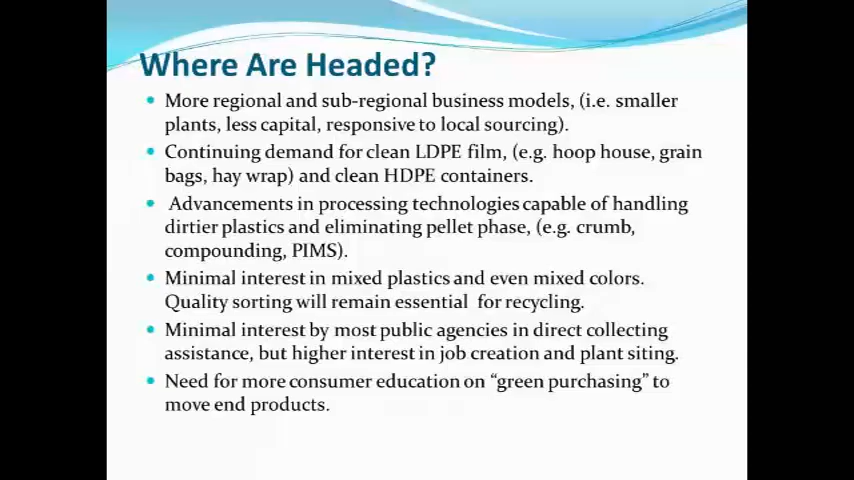 Where Are Headed?
• More regional and sub-regional business models, (i.e. smaller
plants, less capital, responsive to local sourcing).
• Continuing demand for clean LDPE film, (e.g. hoop house, grain
bags, hay wrap) and clean HDPE containers.
• Advancements in processing technologies capable of handling
dirtier plastics and eliminating pellet phase, (e.g. crumb,
compounding, PIMS).
• Minimal interest in mixed plastics and even mixed colors.
Quality sorting will remain essential for recycling.
• Minimal interest by most public agencies in direct collecting
assistance, but higher interest in job creation and plant siting.
• Need for more consumer education on “green purchasing” to
move end products.